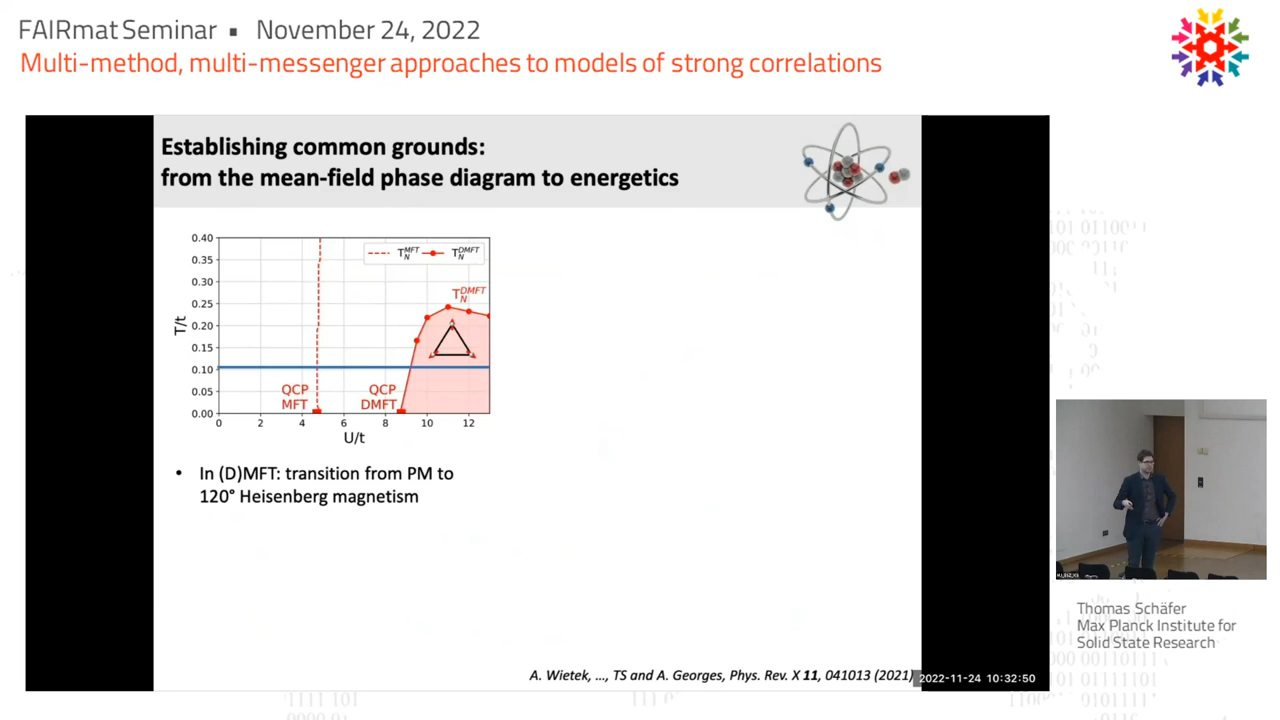 FAIRmat Seminar ▪ November 24, 2022
Multi-method, multi-messenger approaches to models of strong correlations
Establishing common grounds:
from the mean-field phase diagram to energetics
T_N^MFT T_N^DMFT
T_N^DMFT
0.40
0.35
0.30
0.25
0.20
0.15
0.10
0.05
0.00
T/t
QCP
MFT
QCP
DMFT
0 2 4 6 8 10 12
U/t
• In (D)MFT: transition from PM to
120° Heisenberg magnetism
A. Wietek, ..., TS and A. Georges, Phys. Rev. X 11, 041013 (2021)
2022-11-24 10:32:50
Thomas Schäfer
Max Planck Institute for
Solid State Research